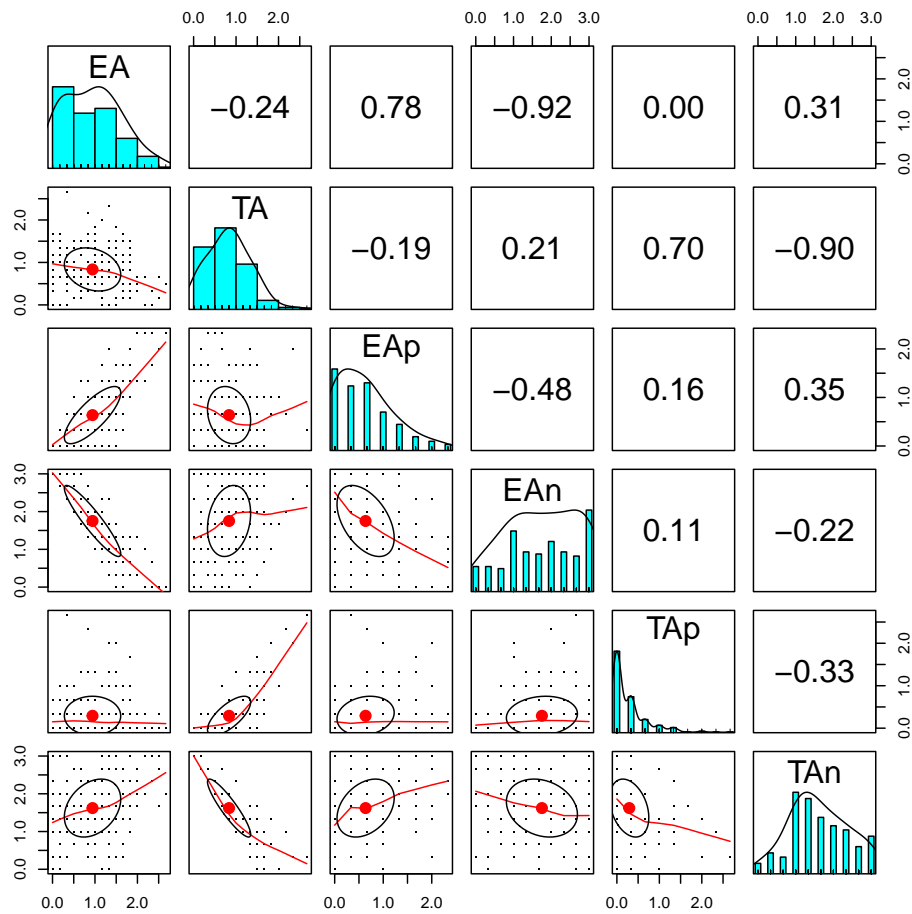 0.0 1.0 2.0 0.0 1.0 2.0 3.0 0.0 1.0 2.0 3.0
EA −0.24 0.78 −0.92 0.00 0.31 0.0 1.0 2.0
0.0 1.0 2.0 TA −0.19 0.21 0.70 −0.90
EAp −0.48 0.16 0.35 0.0 1.0 2.0
0.0 1.0 2.0 3.0 EAn 0.11 −0.22
TAp −0.33 0.0 1.0 2.0
0.0 1.0 2.0 3.0 TAn
0.0 1.0 2.0 0.0 1.0 2.0 0.0 1.0 2.0